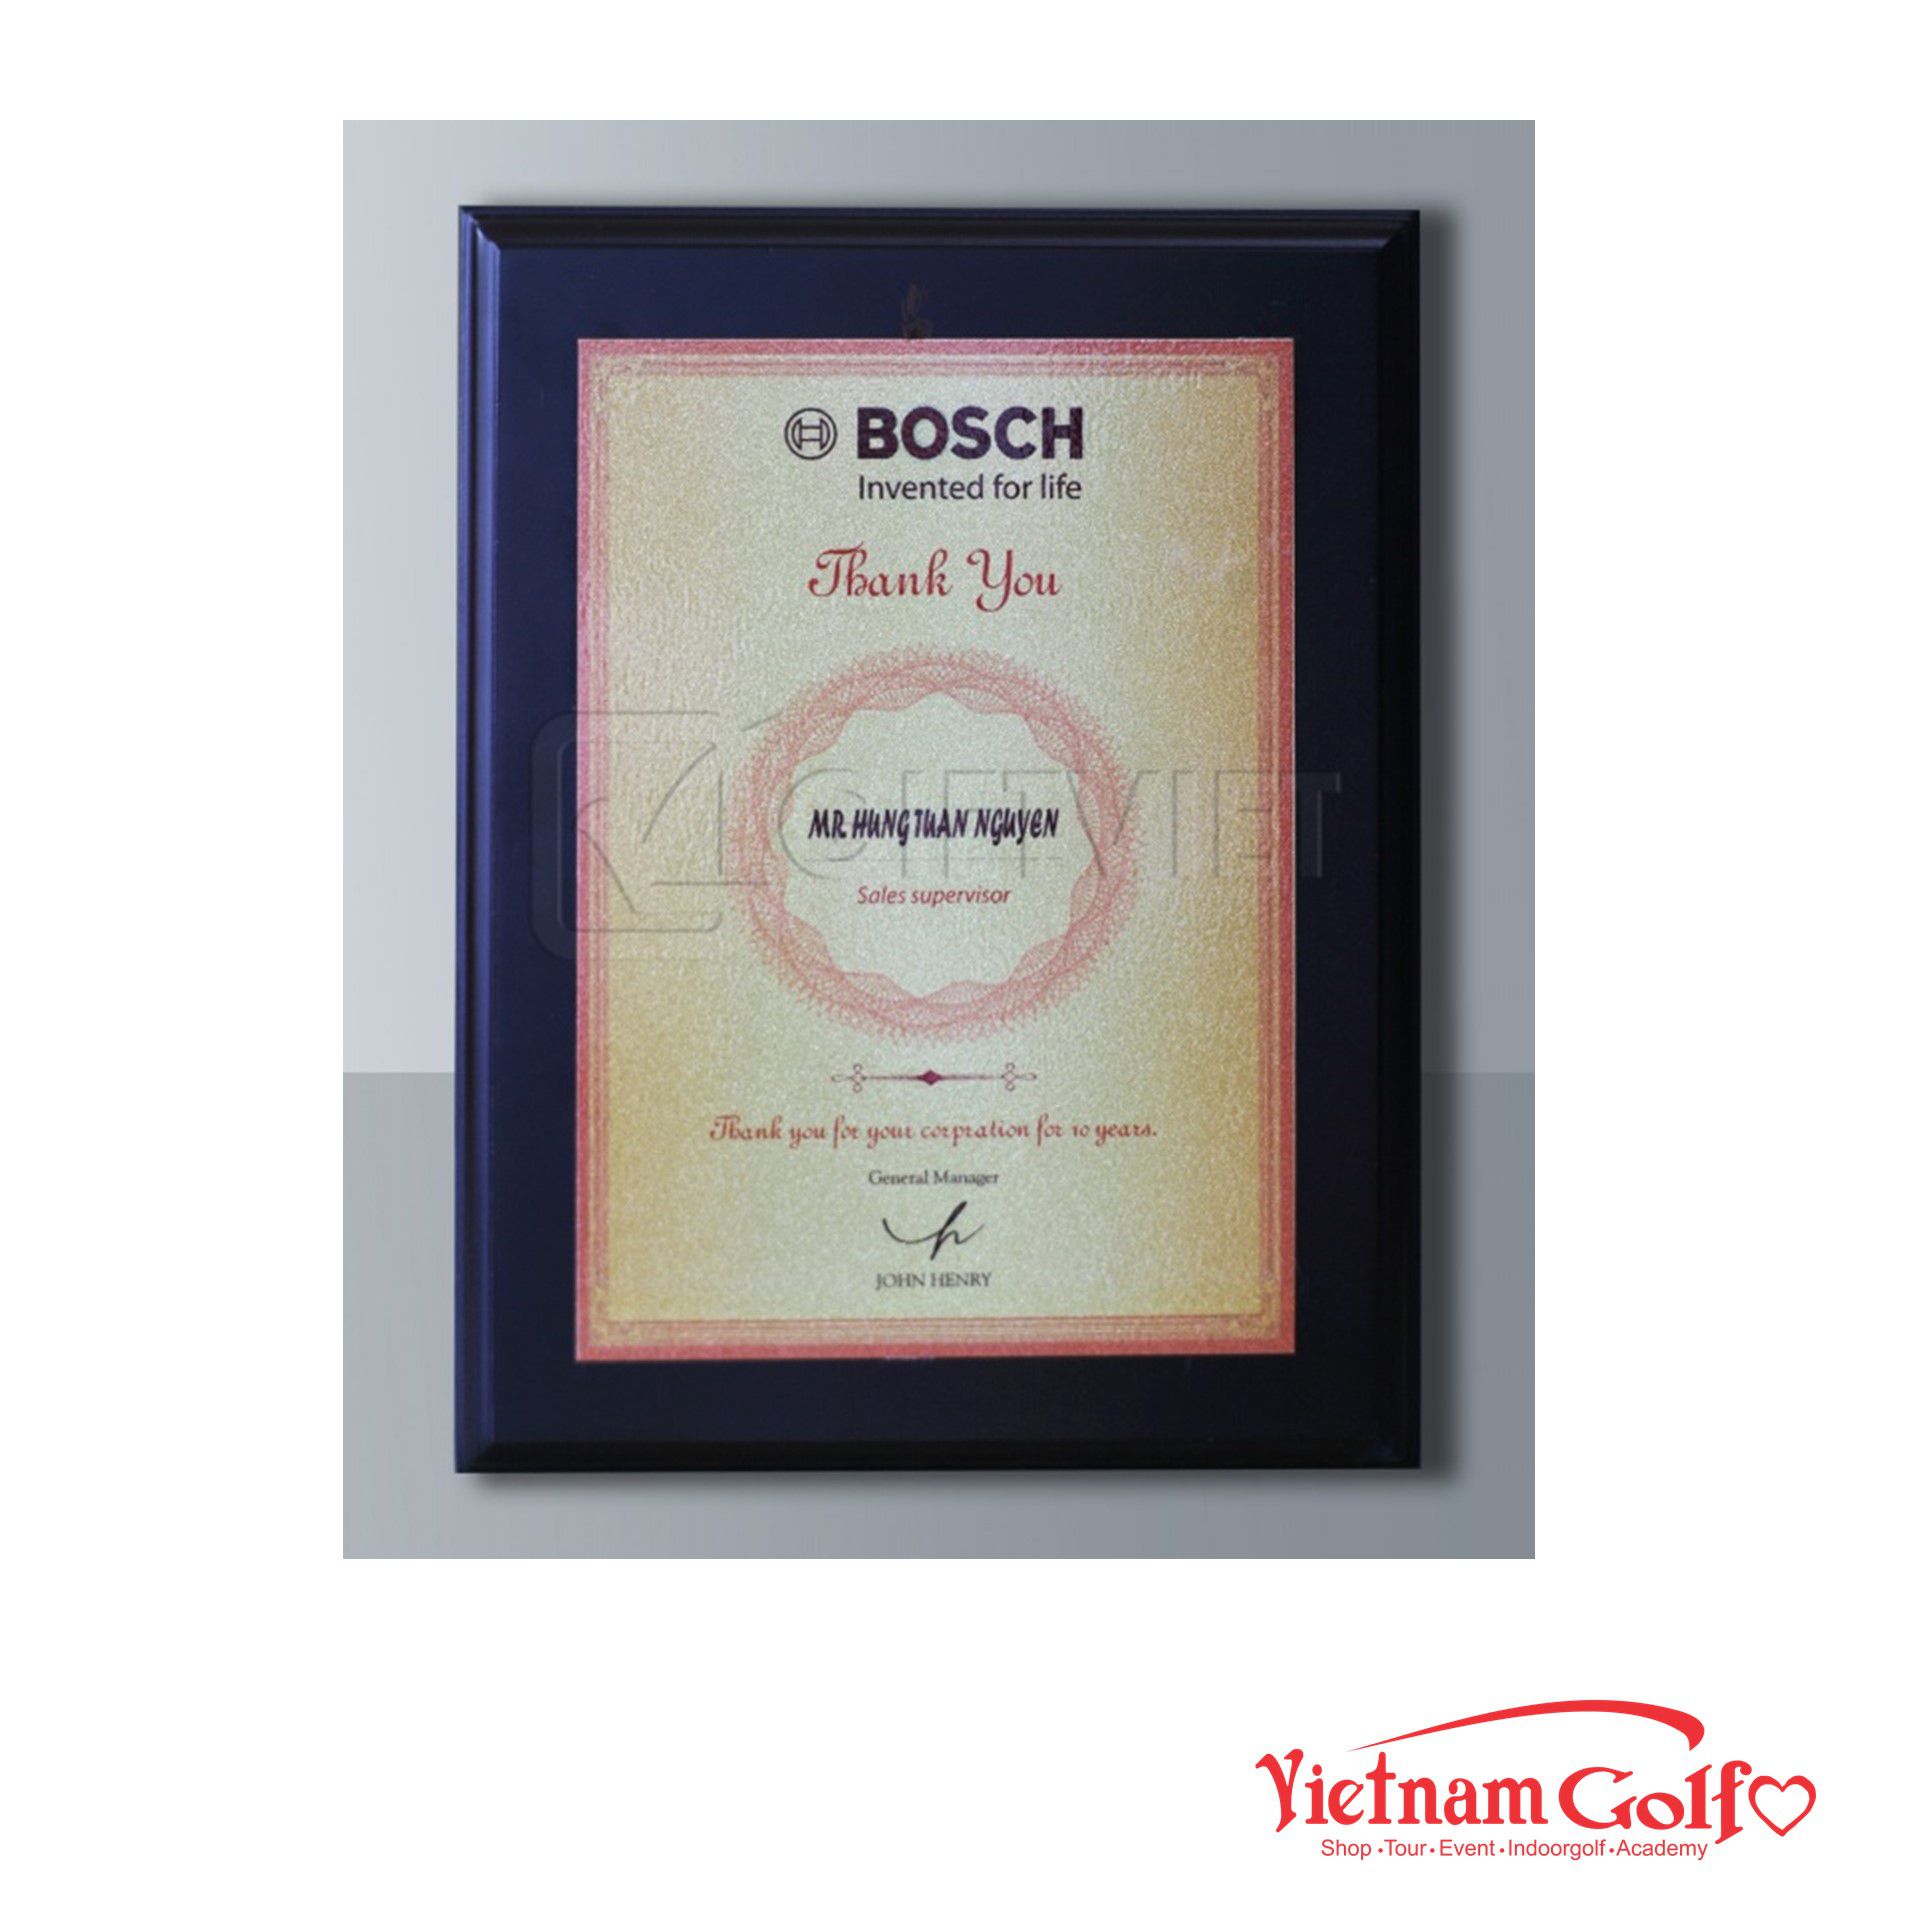 BOSCH
Invented for life
Thank You
GIFTVIET
MR. HUNG TUAN NGUYEN
Sales supervisor
Thank you for your corpration for 10 years.
General Manager
JOHN HENRY
Vietnam Golf
Shop • Tour • Event • Indoorgolf • Academy